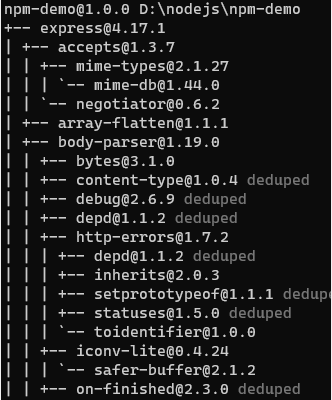 npm-demo@1.0.0 D:\nodejs\npm-demo
+-- express@4.17.1
| +-- accepts@1.3.7
| | +-- mime-types@2.1.27
| | | `-- mime-db@1.44.0
| | `-- negotiator@0.6.2
| +-- array-flatten@1.1.1
| +-- body-parser@1.19.0
| | +-- bytes@3.1.0
| | +-- content-type@1.0.4 deduped
| | +-- debug@2.6.9 deduped
| | +-- depd@1.1.2 deduped
| | +-- http-errors@1.7.2
| | | +-- depd@1.1.2 deduped
| | | +-- inherits@2.0.3
| | | +-- setprototypeof@1.1.1 dedup
| | | +-- statuses@1.5.0 deduped
| | | `-- toidentifier@1.0.0
| | +-- iconv-lite@0.4.24
| | | `-- safer-buffer@2.1.2
| | +-- on-finished@2.3.0 deduped